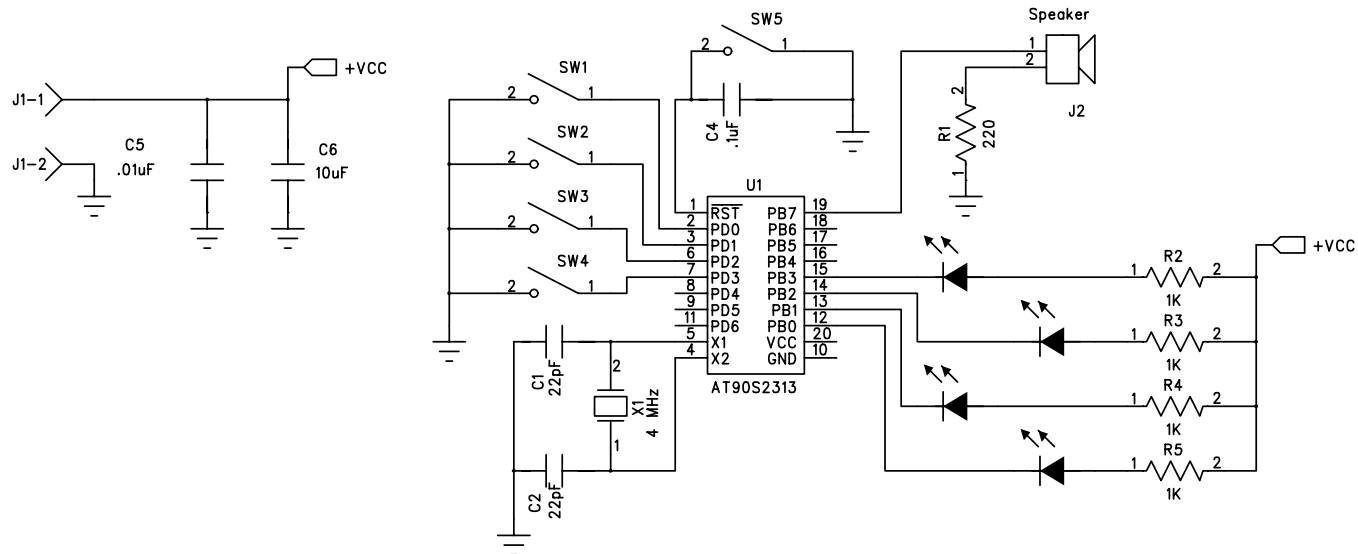 Speaker
SW5
2 1
1
2
J2
+VCC
J1-1
J1-2
C5
.01uF
C6
10uF
SW1
2 1
SW2
2 1
SW3
2 1
SW4
2 1
C4
.1uF
2
R1
220
1
U1
1 RST PB7 19
2 PD0 PB6 18
3 PD1 PB5 17
6 PD2 PB4 16
7 PD3 PB3 15
8 PD4 PB2 14
9 PD5 PB1 13
11 PD6 PB0 12
5 X1 VCC 20
4 X2 GND 10
AT90S2313
C1
22pF
2
X1
4 MHz
1
C2
22pF
+VCC
R2
1 2
1K
R3
1 2
1K
R4
1 2
1K
R5
1 2
1K